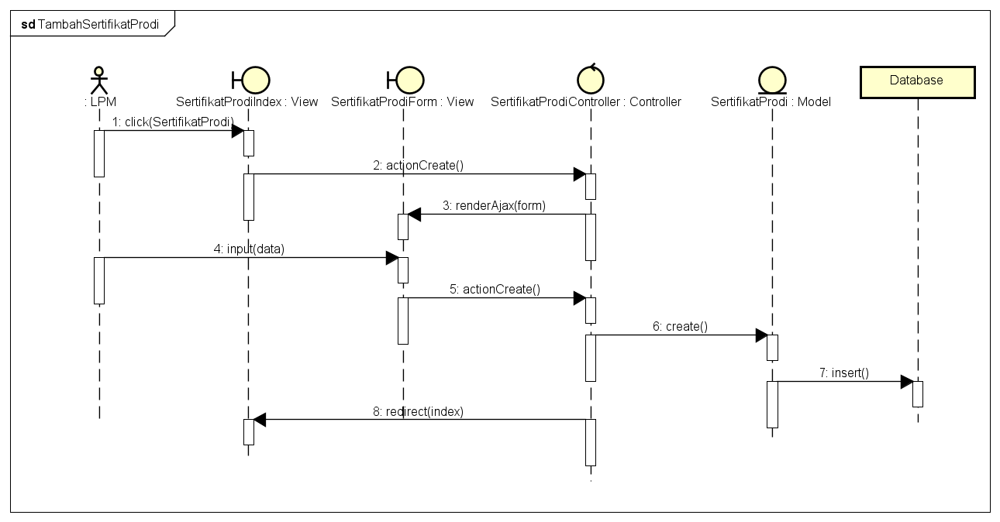 sd TambahSertifikatProdi
: LPM
SertifikatProdiIndex : View
SertifikatProdiForm : View
SertifikatProdiController : Controller
SertifikatProdi : Model
Database
1: click(SertifikatProdi)
2: actionCreate()
3: renderAjax(form)
4: input(data)
5: actionCreate()
6: create()
7: insert()
8: redirect(index)